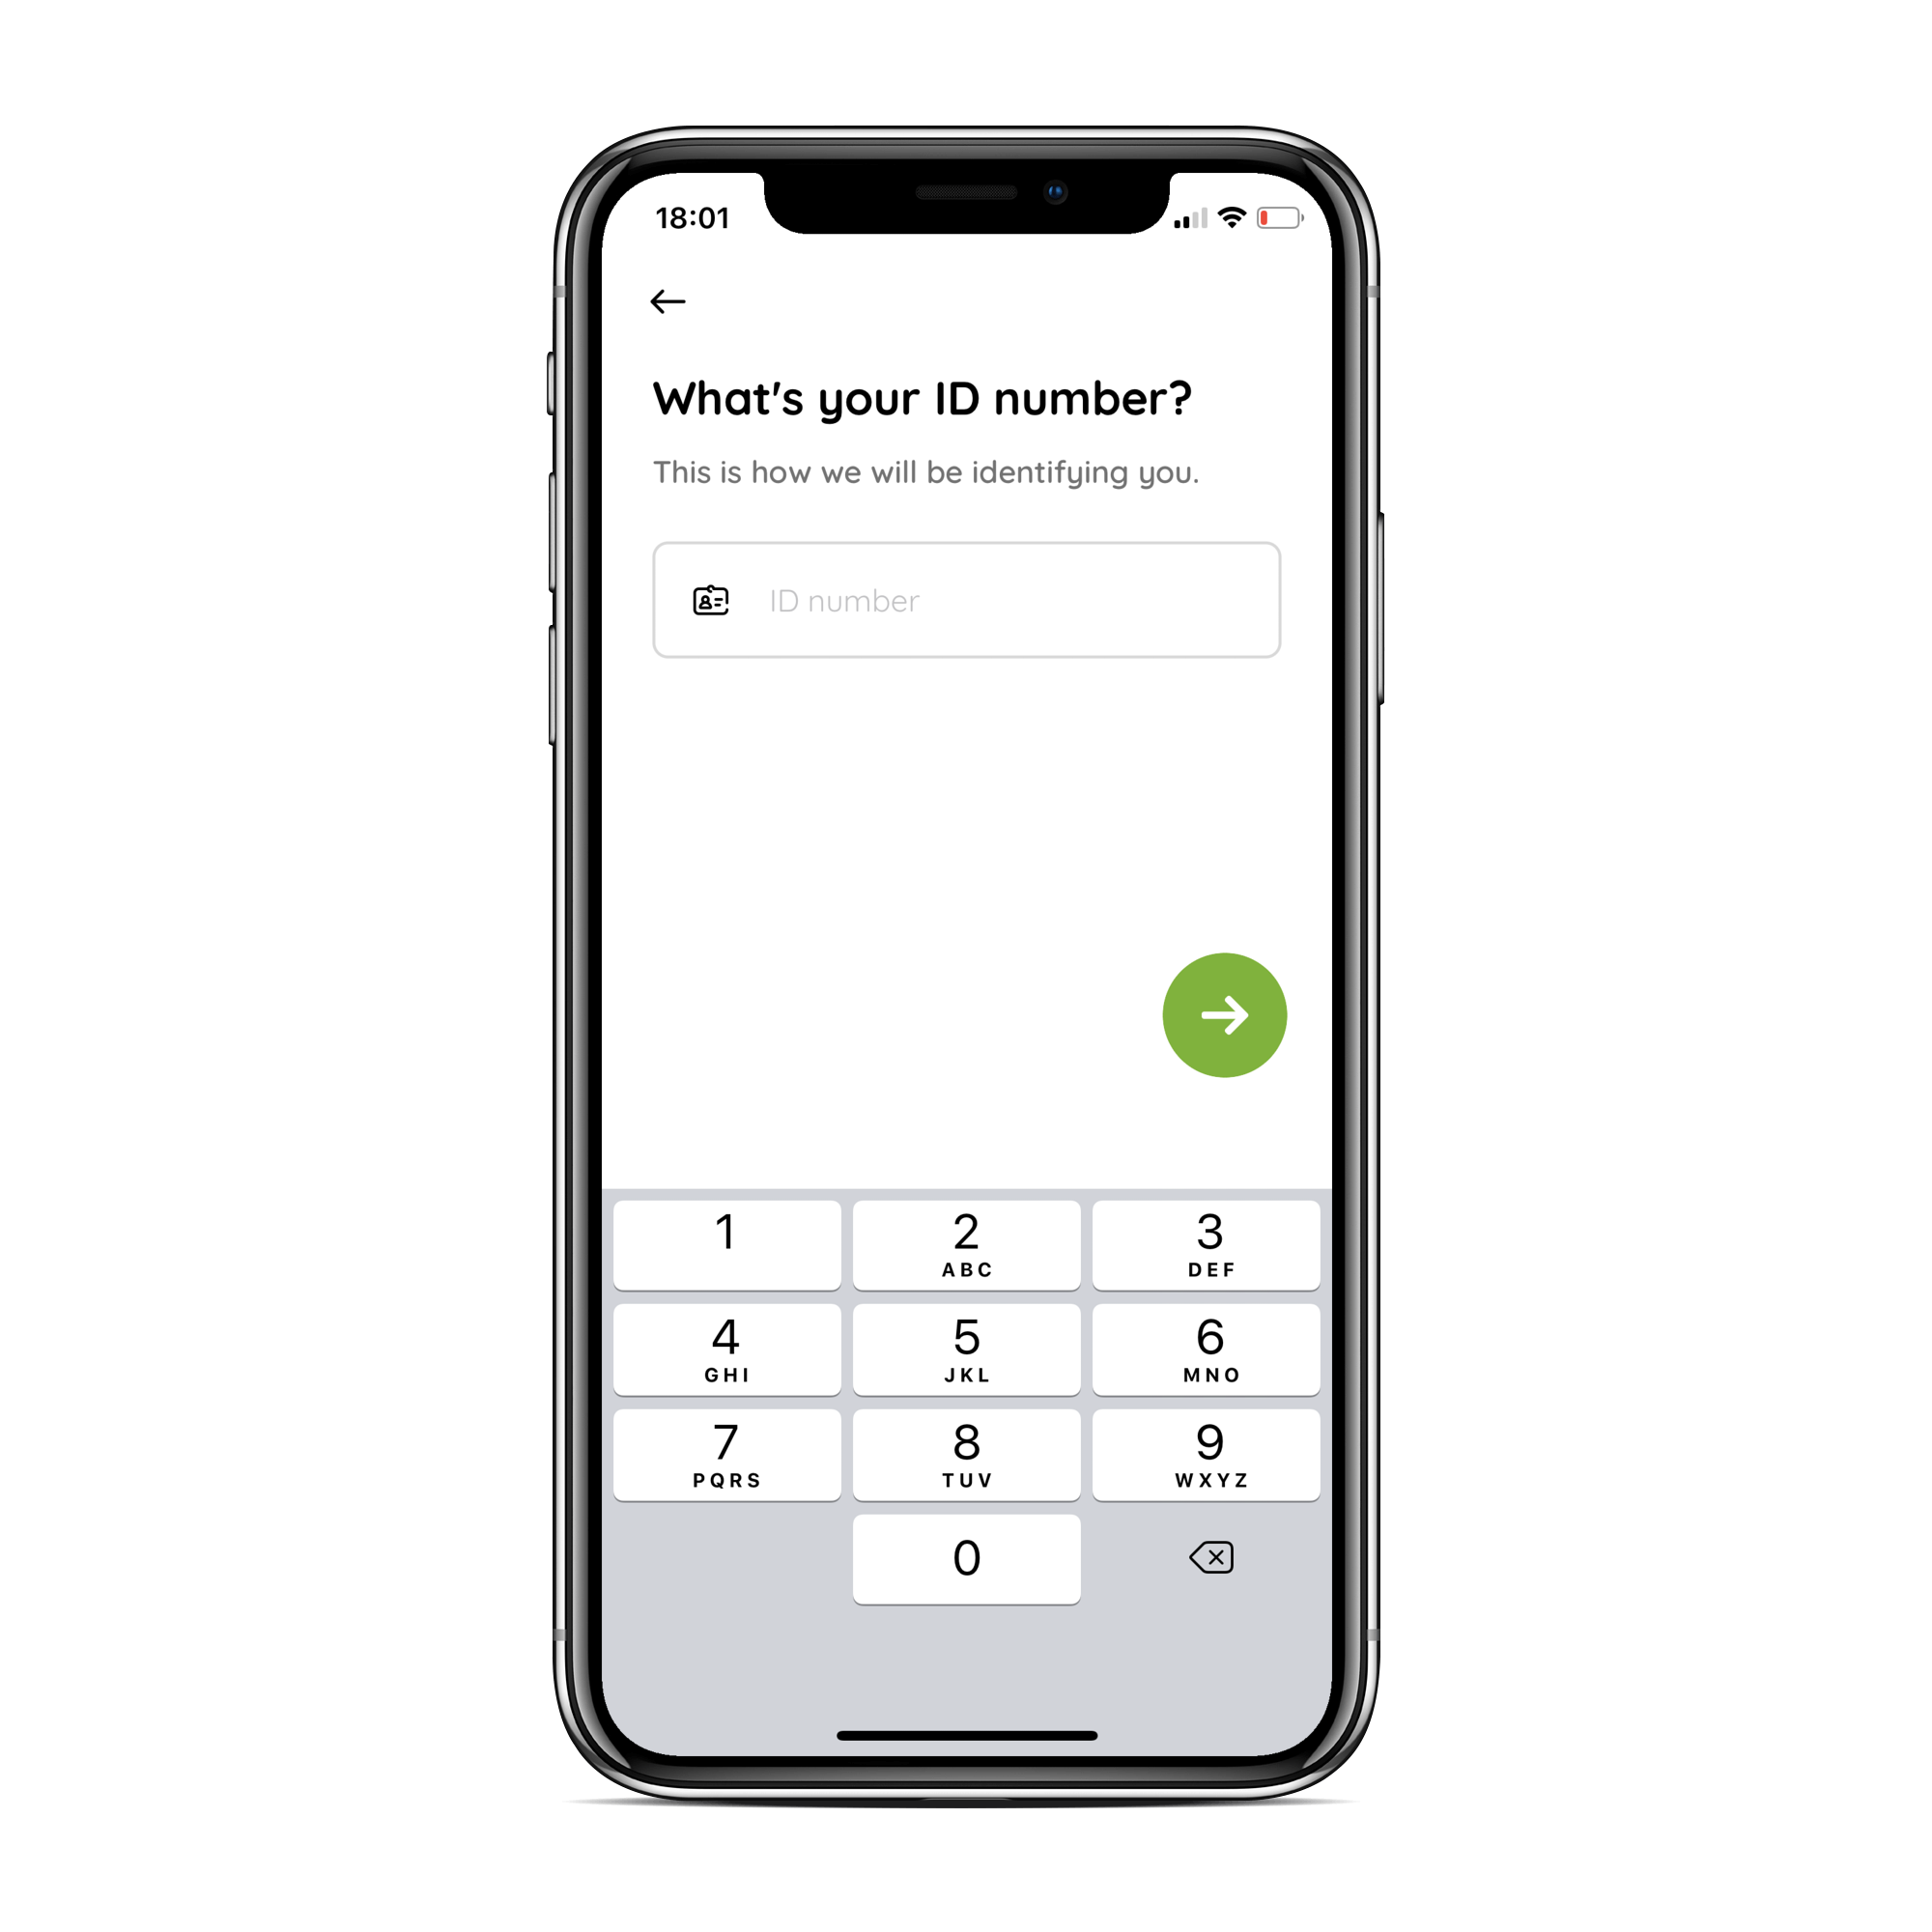 18:01
What's your ID number?
This is how we will be identifying you.
ID number
1 2 3
ABC DEF
4 5 6
GHI JKL MNO
7 8 9
PQRS TUV WXYZ
0